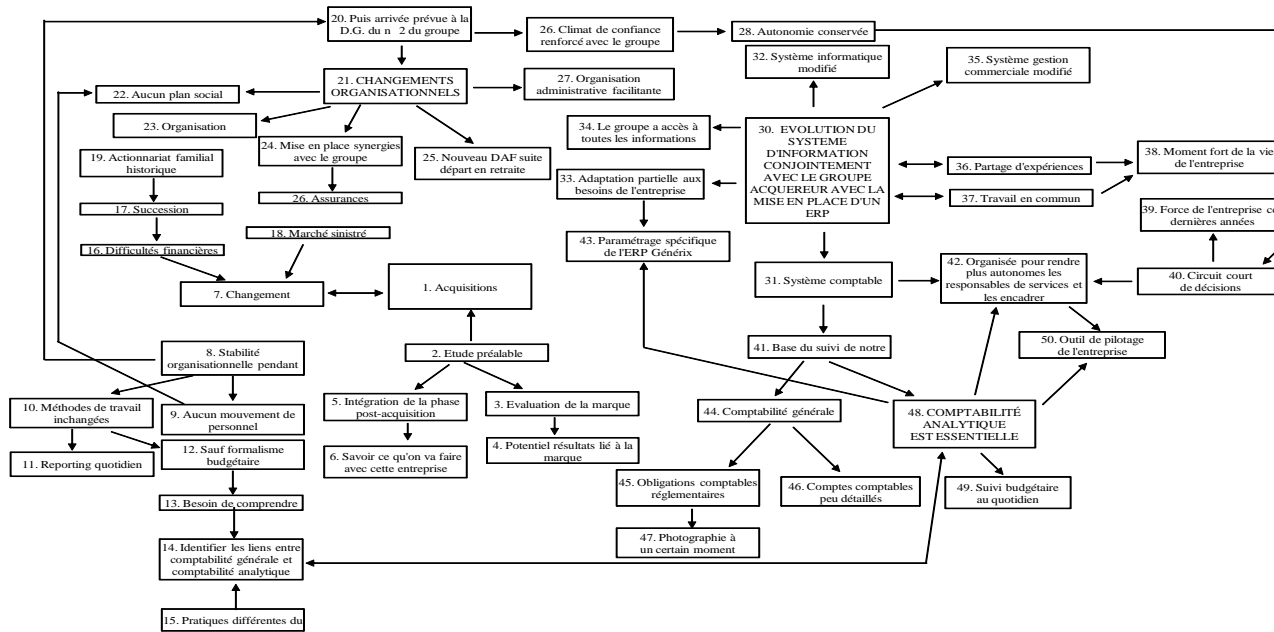 20. Puis arrivée prévue à la
D.G. du n 2 du groupe
26. Climat de confiance
renforcé avec le groupe
28. Autonomie conservée
32. Système informatique
modifié
35. Système gestion
commerciale modifié
21. CHANGEMENTS
ORGANISATIONNELS
27. Organisation
administrative facilitante
22. Aucun plan social
23. Organisation
24. Mise en place synergies
avec le groupe
25. Nouveau DAF suite
départ en retraite
26. Assurances
34. Le groupe a accès à
toutes les informations
30. EVOLUTION DU
SYSTEME
D'INFORMATION
CONJOINTEMENT
AVEC LE GROUPE
ACQUEREUR AVEC LA
MISE EN PLACE D'UN
ERP
36. Partage d'expériences
38. Moment fort de la vie
de l'entreprise
19. Actionnariat familial
historique
33. Adaptation partielle aux
besoins de l'entreprise
37. Travail en commun
17. Succession
39. Force de l'entreprise ce
dernières années
18. Marché sinistré
16. Difficultés financières
43. Paramétrage spécifique
de l'ERP Générix
42. Organisée pour rendre
plus autonomes les
responsables de services et
les encadrer
40. Circuit court
de décisions
7. Changement
1. Acquisitions
31. Système comptable
8. Stabilité
organisationnelle pendant
2. Etude préalable
41. Base du suivi de notre
50. Outil de pilotage
de l'entreprise
10. Méthodes de travail
inchangées
9. Aucun mouvement de
personnel
5. Intégration de la phase
post-acquisition
3. Evaluation de la marque
44. Comptabilité générale
48. COMPTABILITÉ
ANALYTIQUE
EST ESSENTIELLE
11. Reporting quotidien
12. Sauf formalisme
budgétaire
6. Savoir ce qu'on va faire
avec cette entreprise
4. Potentiel résultats lié à la
marque
45. Obligations comptables
réglementaires
46. Comptes comptables
peu détaillés
49. Suivi budgétaire
au quotidien
13. Besoin de comprendre
47. Photographie à
un certain moment
14. Identifier les liens entre
comptabilité générale et
comptabilité analytique
15. Pratiques différentes du